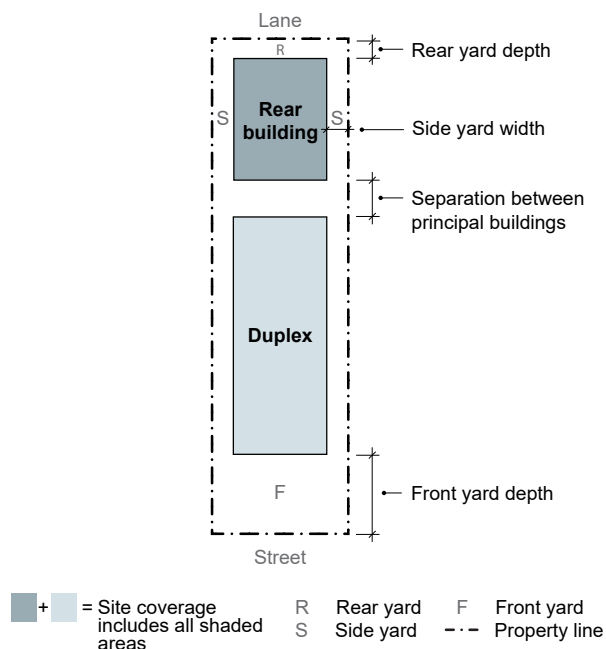 Lane
R
Rear yard depth
S
Rear
building
S
Side yard width
Separation between
principal buildings
Duplex
F
Front yard depth
Street
+ = Site coverage
includes all shaded
areas
R Rear yard
S Side yard
F Front yard
Property line